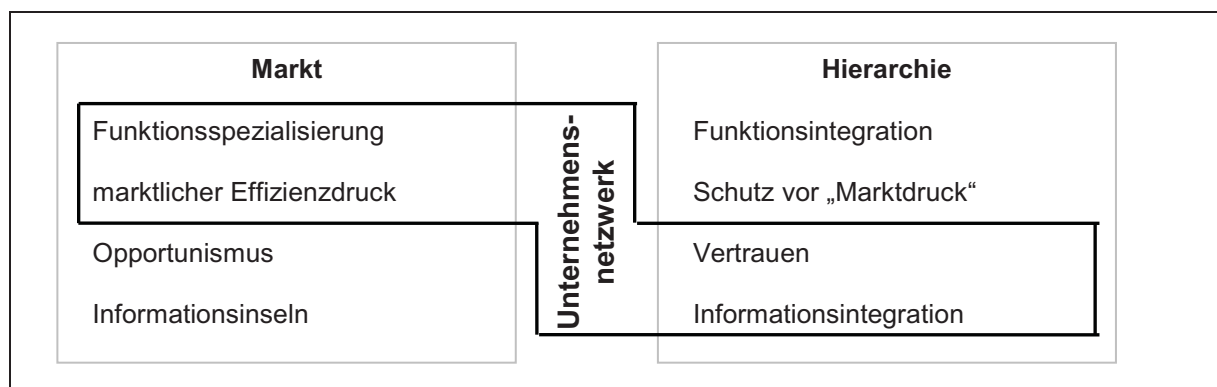 Markt
Funktionsspezialisierung
marktlicher Effizienzdruck
Opportunismus
Informationsinseln
Unternehmens-
netzwerk
Hierarchie
Funktionsintegration
Schutz vor „Marktdruck“
Vertrauen
Informationsintegration